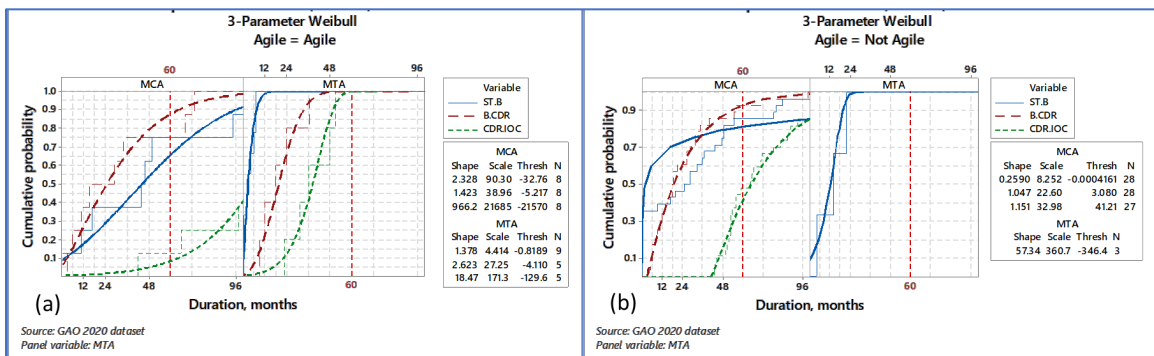 3-Parameter Weibull
Agile = Agile
12 24 48 96
60
MCA MTA
1.0
0.9
0.8
0.7
0.6
0.5
0.4
0.3
0.2
0.1
Cumulative probability
12 24 48 96
60
Duration, months
(a)
Variable
ST.B
B.CDR
CDR.IOC
MCA
Shape Scale Thresh N
2.328 90.30 -32.76 8
1.423 38.96 -5.217 8
966.2 21685 -21570 8
MTA
Shape Scale Thresh N
1.378 4.414 -0.8189 9
2.623 27.25 -4.110 5
18.47 171.3 -129.6 5
Source: GAO 2020 dataset
Panel variable: MTA
3-Parameter Weibull
Agile = Not Agile
60
12 24 48 96
MCA MTA
0.9
0.7
0.5
0.4
0.3
0.1
Cumulative probability
12 24 48 96
60
Duration, months
(b)
Variable
ST.B
B.CDR
CDR.IOC
MCA
Shape Scale Thresh N
0.2590 8.252 -0.0004161 28
1.047 22.60 3.080 28
1.151 32.98 41.21 27
MTA
Shape Scale Thresh N
57.34 360.7 -346.4 3
Source: GAO 2020 dataset
Panel variable: MTA